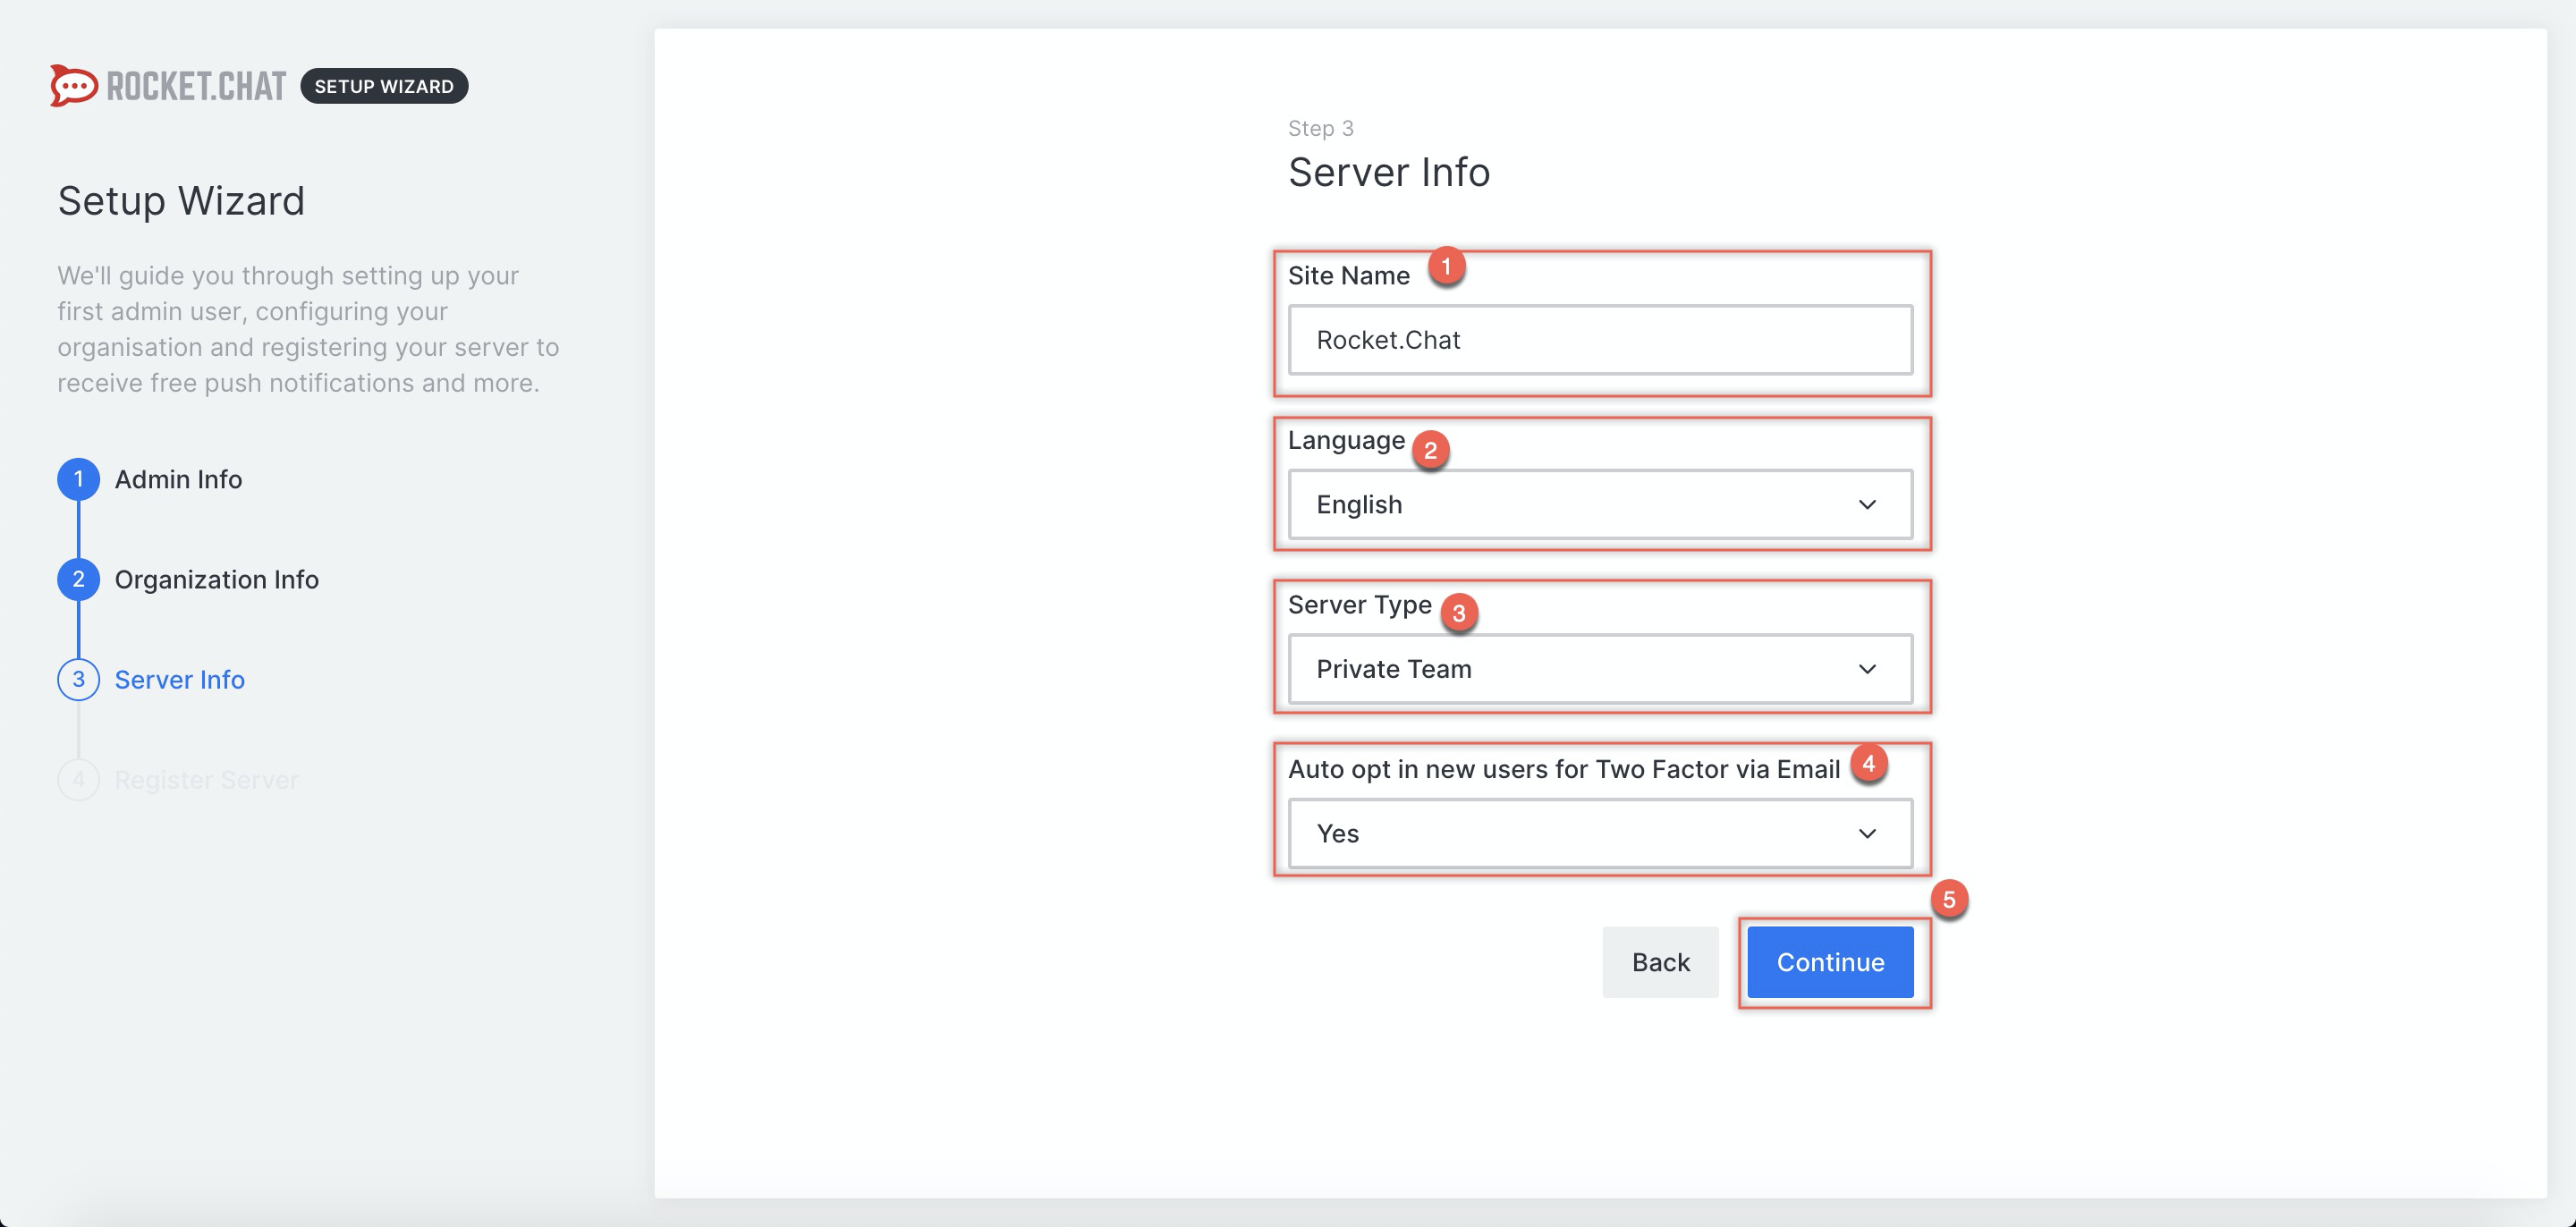 ROCKET.CHAT SETUP WIZARD
Setup Wizard
We'll guide you through setting up your
first admin user, configuring your
organisation and registering your server to
receive free push notifications and more.
1 Admin Info
2 Organization Info
3 Server Info
4 Register Server
Step 3
Server Info
Site Name 1
Rocket.Chat
Language 2
English
Server Type 3
Private Team
Auto opt in new users for Two Factor via Email 4
Yes
5
Back Continue